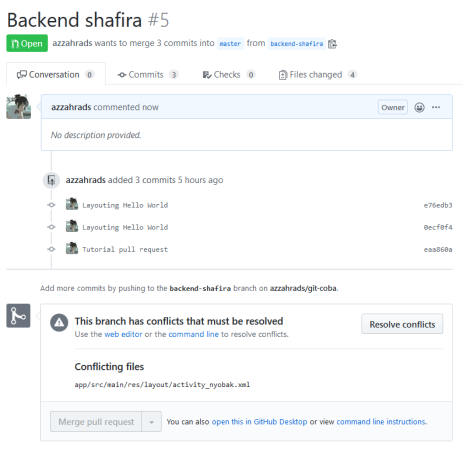 Backend shafira #5
Open azzahrads wants to merge 3 commits into master from backend-shafira
Conversation 0 Commits 3 Checks 0 Files changed 4
azzahrads commented now Owner
No description provided.
azzahrads added 3 commits 5 hours ago
Layouting Hello World e76edb3
Layouting Hello World 0ecf0f4
Tutorial pull request eaa860a
Add more commits by pushing to the backend-shafira branch on azzahrads/git-coba.
This branch has conflicts that must be resolved
Use the web editor or the command line to resolve conflicts.
Resolve conflicts
Conflicting files
app/src/main/res/layout/activity_nyobak.xml
Merge pull request You can also open this in GitHub Desktop or view command line instructions.